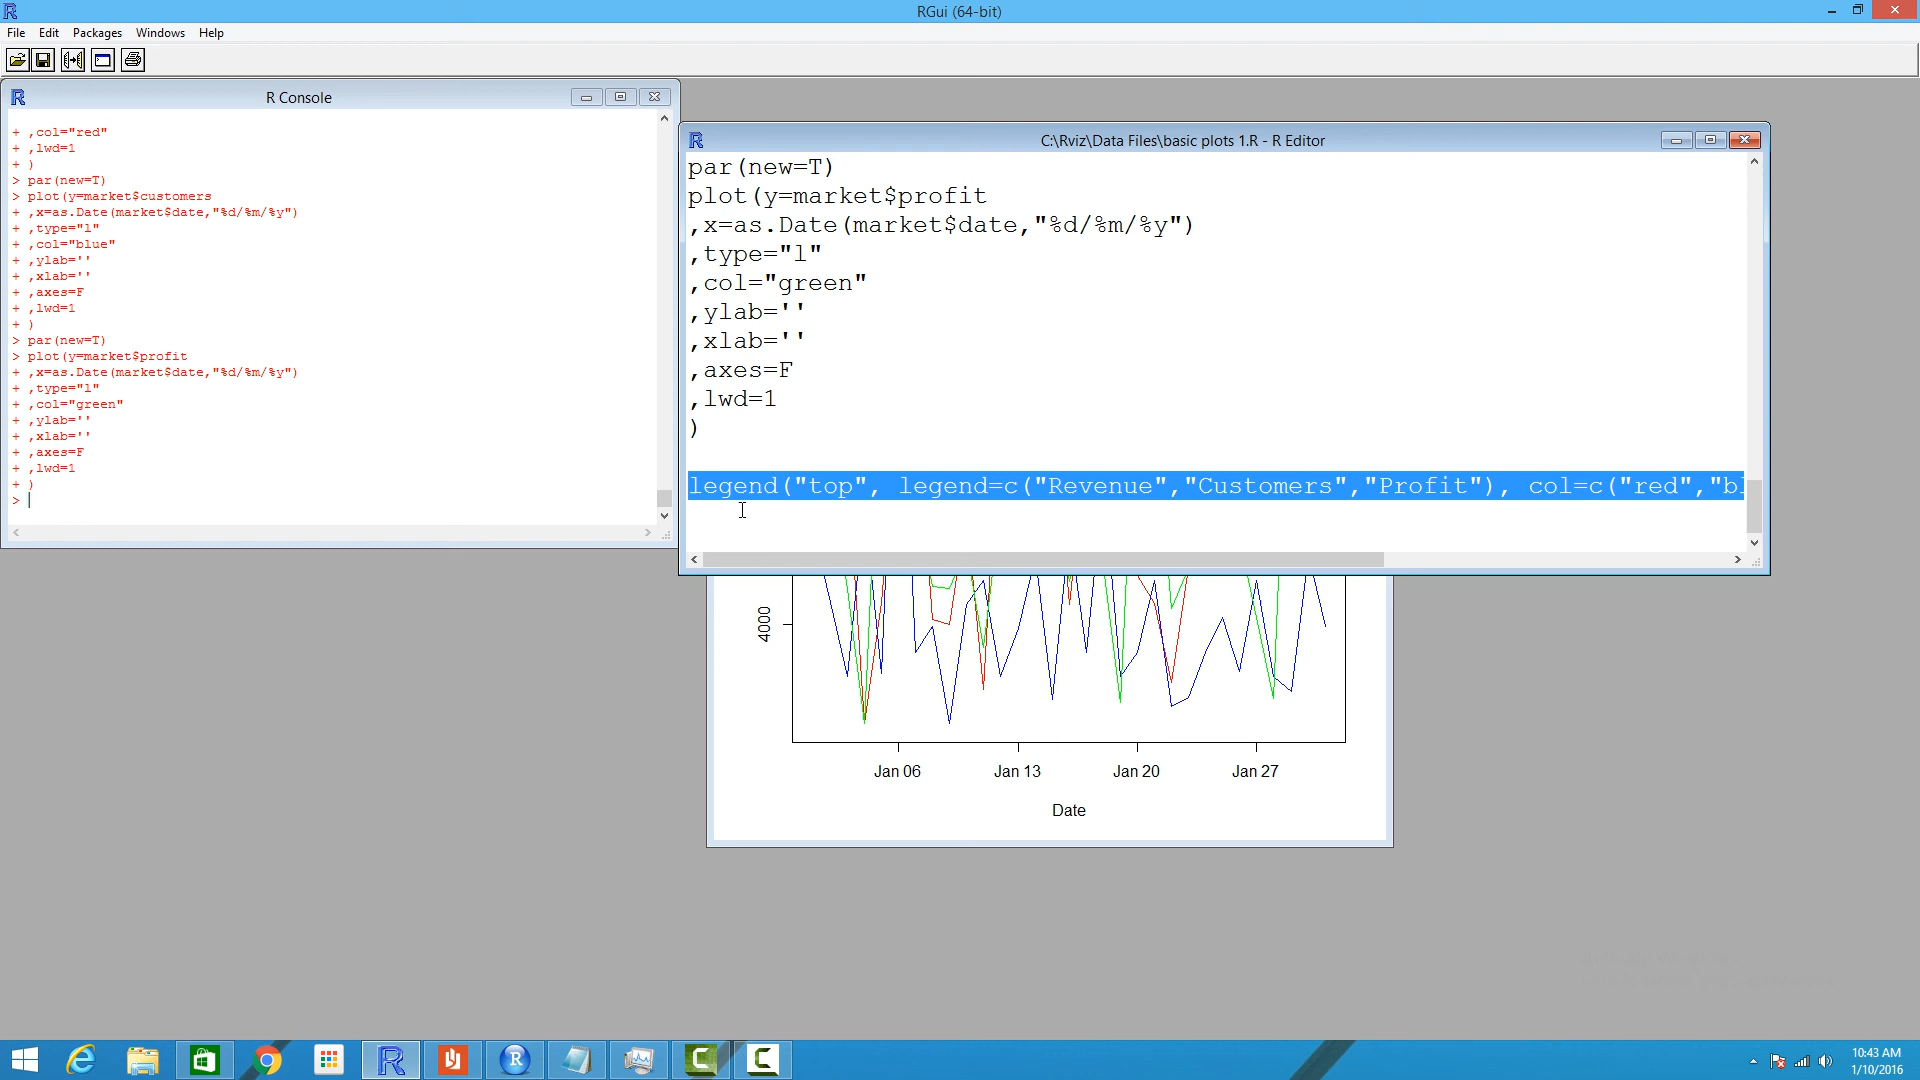 RGui (64-bit)
File Edit Packages Windows Help
R Console
+ ,col="red"
+ ,lwd=1
+ )
> par(new=T)
> plot(y=market$customers
+ ,x=as.Date(market$date,"%d/%m/%y")
+ ,type="l"
+ ,col="blue"
+ ,ylab=''
+ ,xlab=''
+ ,axes=F
+ ,lwd=1
+ )
> par(new=T)
> plot(y=market$profit
+ ,x=as.Date(market$date,"%d/%m/%y")
+ ,type="l"
+ ,col="green"
+ ,ylab=''
+ ,xlab=''
+ ,axes=F
+ ,lwd=1
+ )
>
C:\Rviz\Data Files\basic plots 1.R - R Editor
par(new=T)
plot(y=market$profit
,x=as.Date(market$date,"%d/%m/%y")
,type="l"
,col="green"
,ylab=''
,xlab=''
,axes=F
,lwd=1
)
legend("top", legend=c("Revenue","Customers","Profit"), col=c("red","bl
4000
Jan 06 Jan 13 Jan 20 Jan 27
Date
10:43 AM
1/10/2016